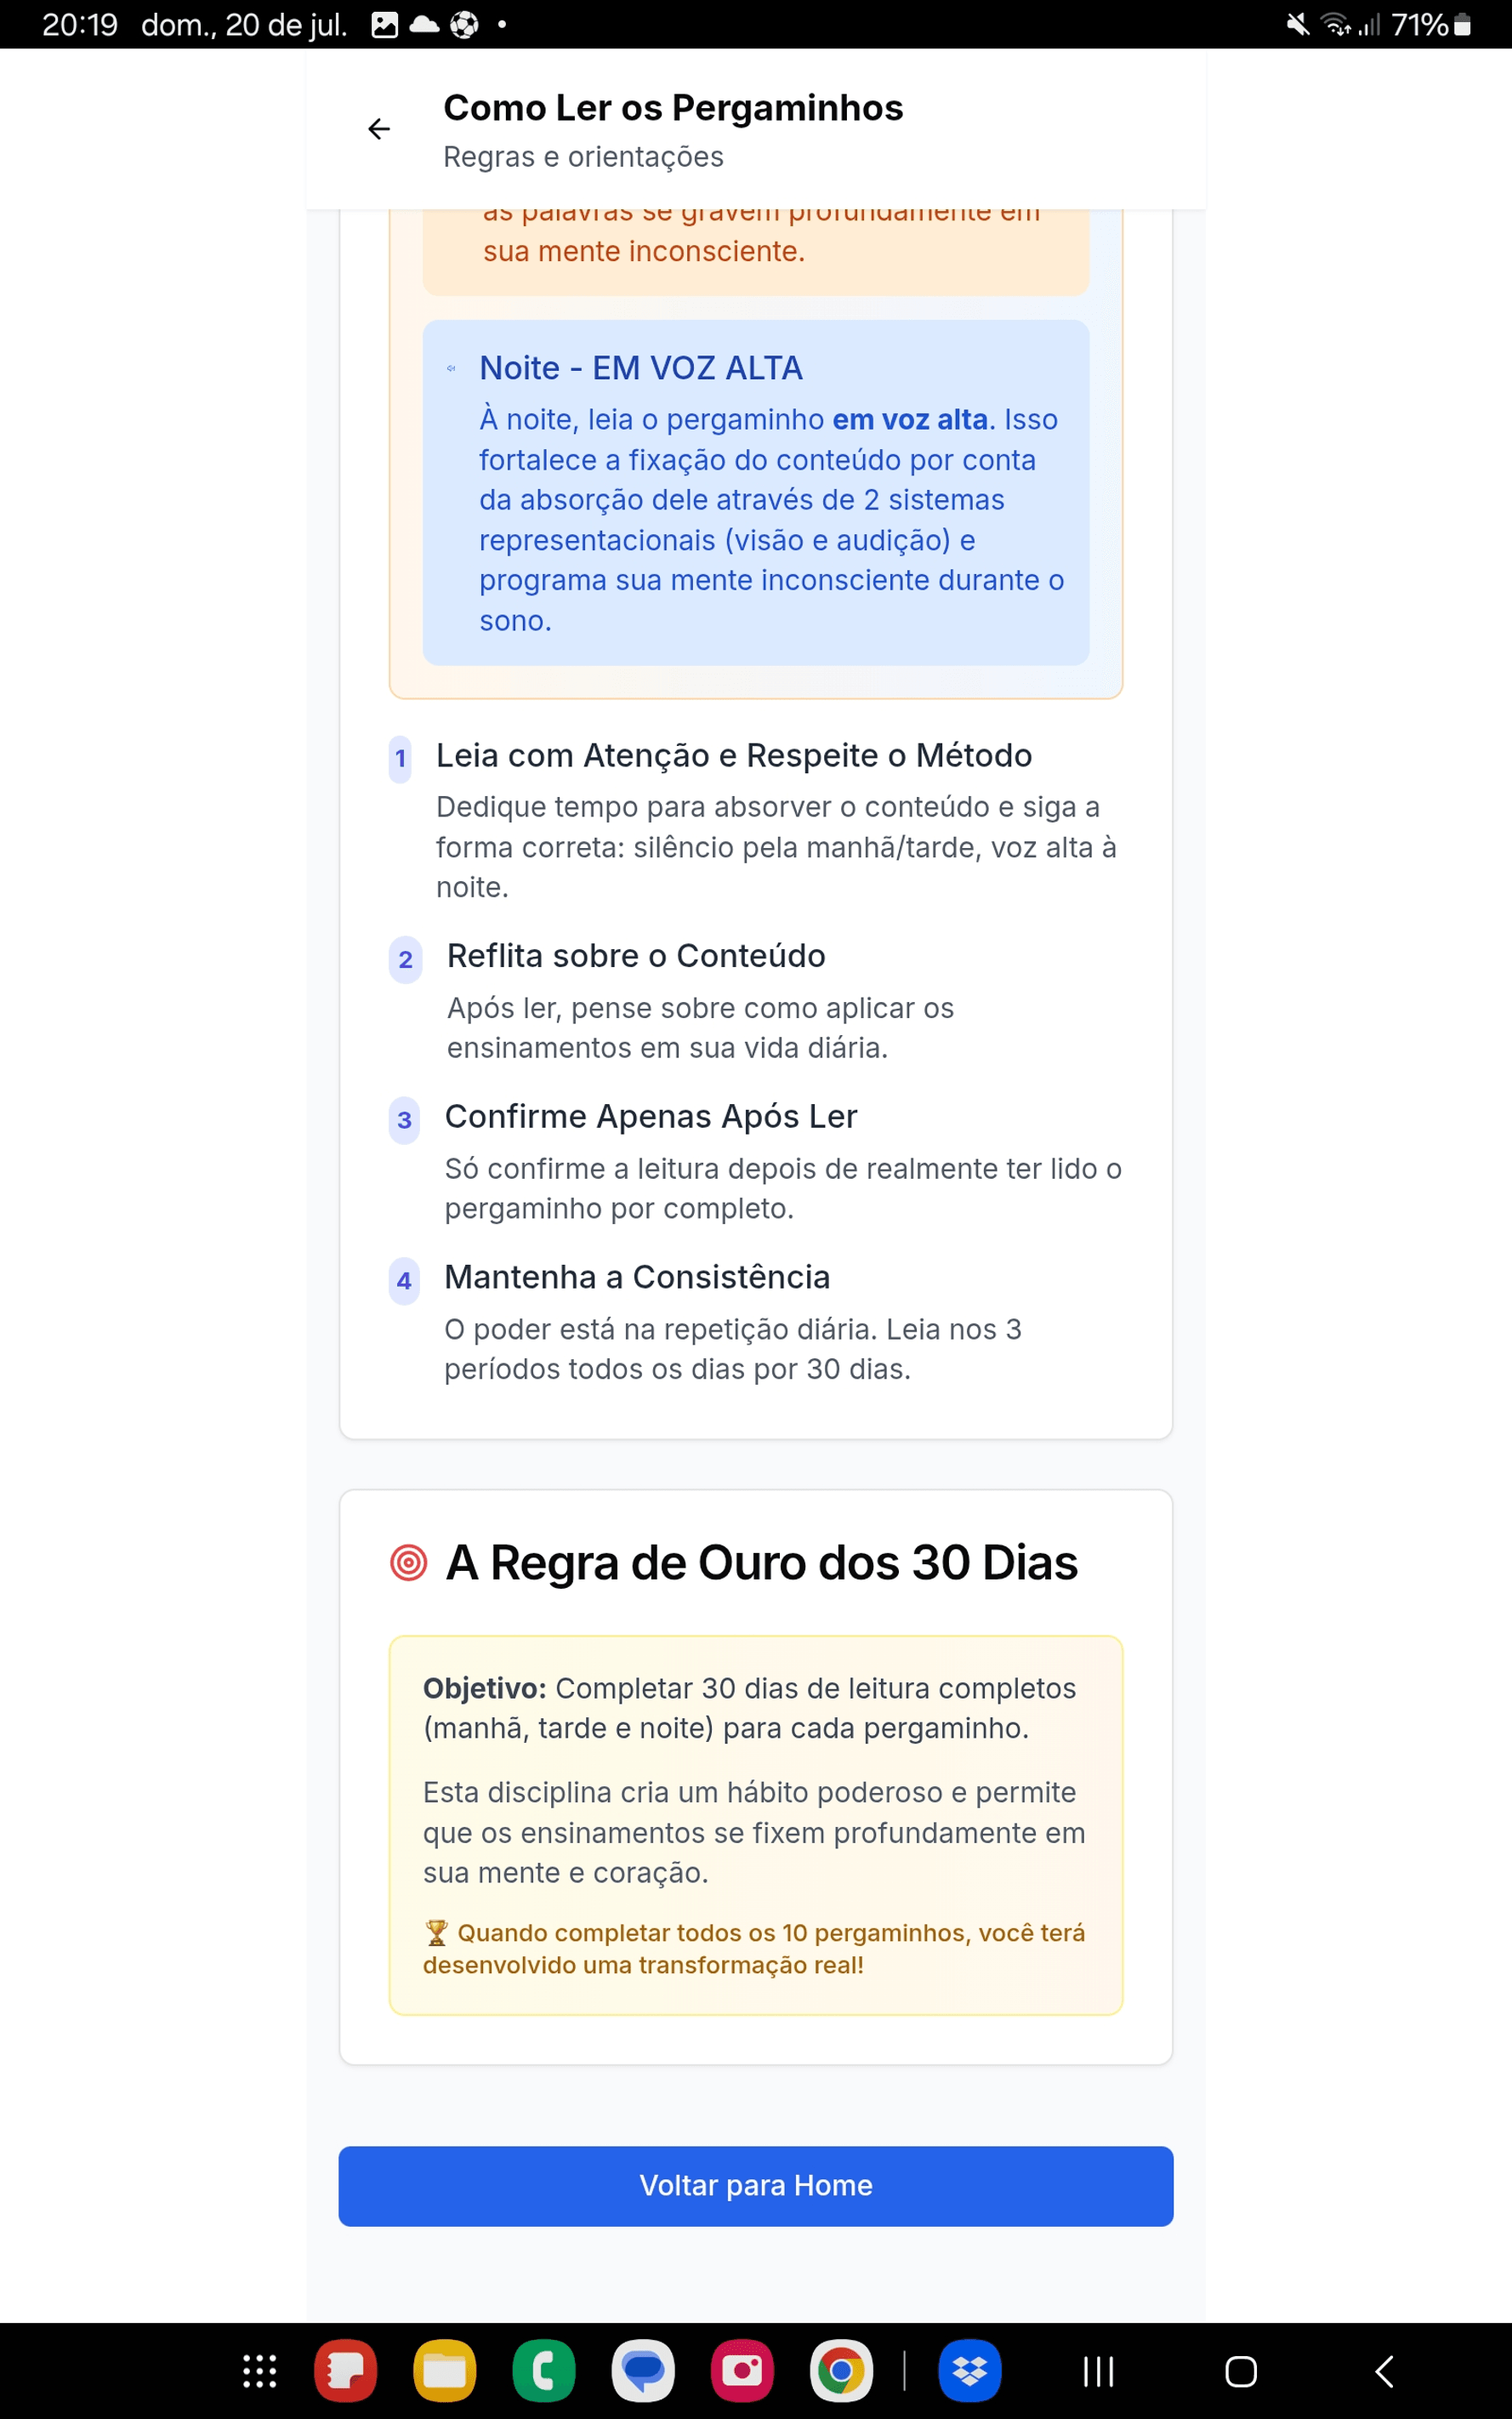 20:19 dom., 20 de jul.
71%
Como Ler os Pergaminhos
Regras e orientações
as palavras se gravem profundamente em
sua mente inconsciente.
Noite - EM VOZ ALTA
À noite, leia o pergaminho em voz alta. Isso
fortalece a fixação do conteúdo por conta
da absorção dele através de 2 sistemas
representacionais (visão e audição) e
programa sua mente inconsciente durante o
sono.
1 Leia com Atenção e Respeite o Método
Dedique tempo para absorver o conteúdo e siga a
forma correta: silêncio pela manhã/tarde, voz alta à
noite.
2 Reflita sobre o Conteúdo
Após ler, pense sobre como aplicar os
ensinamentos em sua vida diária.
3 Confirme Apenas Após Ler
Só confirme a leitura depois de realmente ter lido o
pergaminho por completo.
4 Mantenha a Consistência
O poder está na repetição diária. Leia nos 3
períodos todos os dias por 30 dias.
A Regra de Ouro dos 30 Dias
Objetivo: Completar 30 dias de leitura completos
(manhã, tarde e noite) para cada pergaminho.
Esta disciplina cria um hábito poderoso e permite
que os ensinamentos se fixem profundamente em
sua mente e coração.
🏆 Quando completar todos os 10 pergaminhos, você terá
desenvolvido uma transformação real!
Voltar para Home